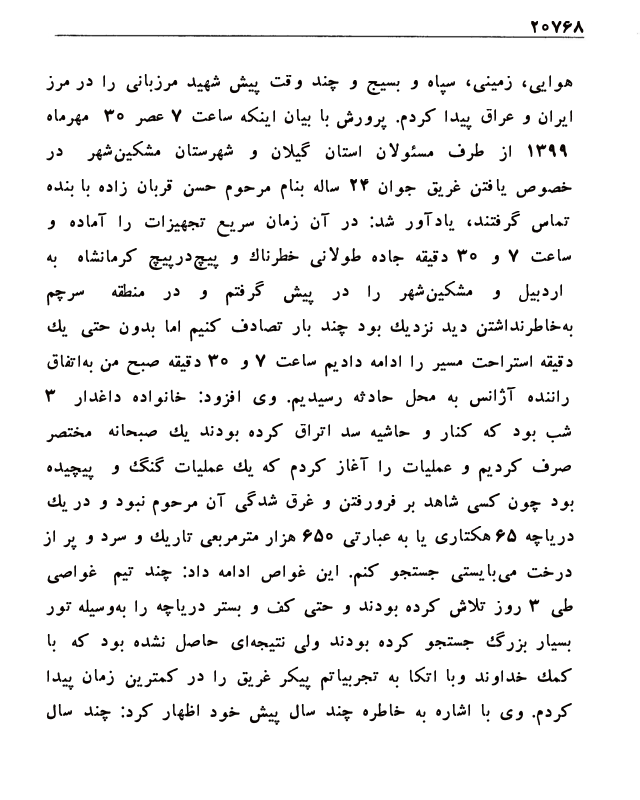 ۲۰۷۶۸
هوایی، زمینی، سپاه و بسیج و چند وقت پیش شهید مرزبانی را در مرز
ایران و عراق پیدا کردم. پرورش با بیان اینکه ساعت ۷ عصر ۳۰ مهرماه
۱۳۹۹ از طرف مسئولان استان گیلان و شهرستان مشکین‌شهر در
خصوص یافتن غریق جوان ۲۴ ساله بنام مرحوم حسن قربان زاده با بنده
تماس گرفتند، یادآور شد: در آن زمان سریع تجهیزات را آماده و
ساعت ۷ و ۳۰ دقیقه جاده طولانی خطرناک و پیچ‌درپیچ کرمانشاه به
اردبیل و مشکین‌شهر را در پیش گرفتم و در منطقه سرچم
به‌خاطرنداشتن دید نزدیک بود چند بار تصادف کنیم اما بدون حتی یک
دقیقه استراحت مسیر را ادامه دادیم ساعت ۷ و ۳۰ دقیقه صبح من به‌اتفاق
راننده آژانس به محل حادثه رسیدیم. وی افزود: خانواده داغدار ۳
شب بود که کنار و حاشیه سد اتراق کرده بودند یک صبحانه مختصر
صرف کردیم و عملیات را آغاز کردم که یک عملیات گنگ و پیچیده
بود چون کسی شاهد بر فرورفتن و غرق شدگی آن مرحوم نبود و در یک
دریاچه ۶۵ هکتاری یا به عبارتی ۶۵۰ هزار مترمربعی تاریک و سرد و پر از
درخت می‌بایستی جستجو کنم. این غواص ادامه داد: چند تیم غواصی
طی ۳ روز تلاش کرده بودند و حتی کف و بستر دریاچه را به‌وسیله تور
بسیار بزرگ جستجو کرده بودند ولی نتیجه‌ای حاصل نشده بود که با
کمک خداوند وبا اتکا به تجربیاتم پیکر غریق را در کمترین زمان پیدا
کردم. وی با اشاره به خاطره چند سال پیش خود اظهار کرد: چند سال